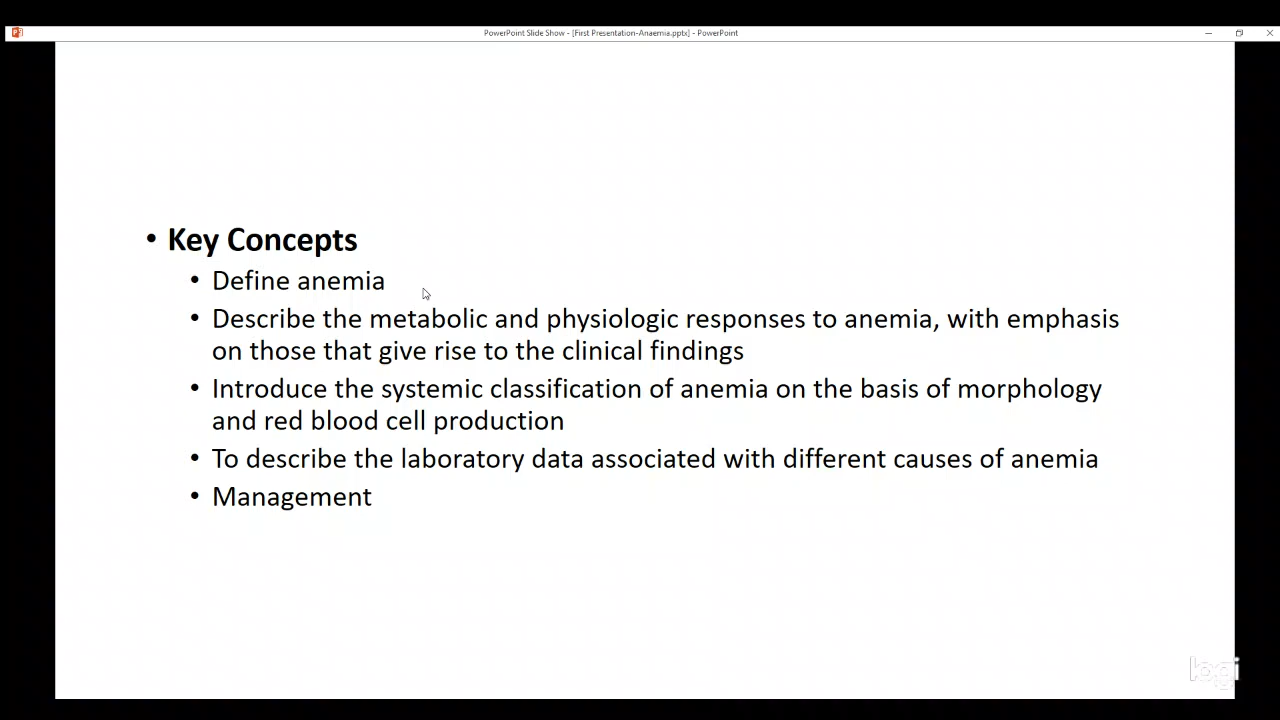 PowerPoint Slide Show - [First Presentation-Anaemia.pptx] - PowerPoint
• Key Concepts
• Define anemia
• Describe the metabolic and physiologic responses to anemia, with emphasis
on those that give rise to the clinical findings
• Introduce the systemic classification of anemia on the basis of morphology
and red blood cell production
• To describe the laboratory data associated with different causes of anemia
• Management
logi